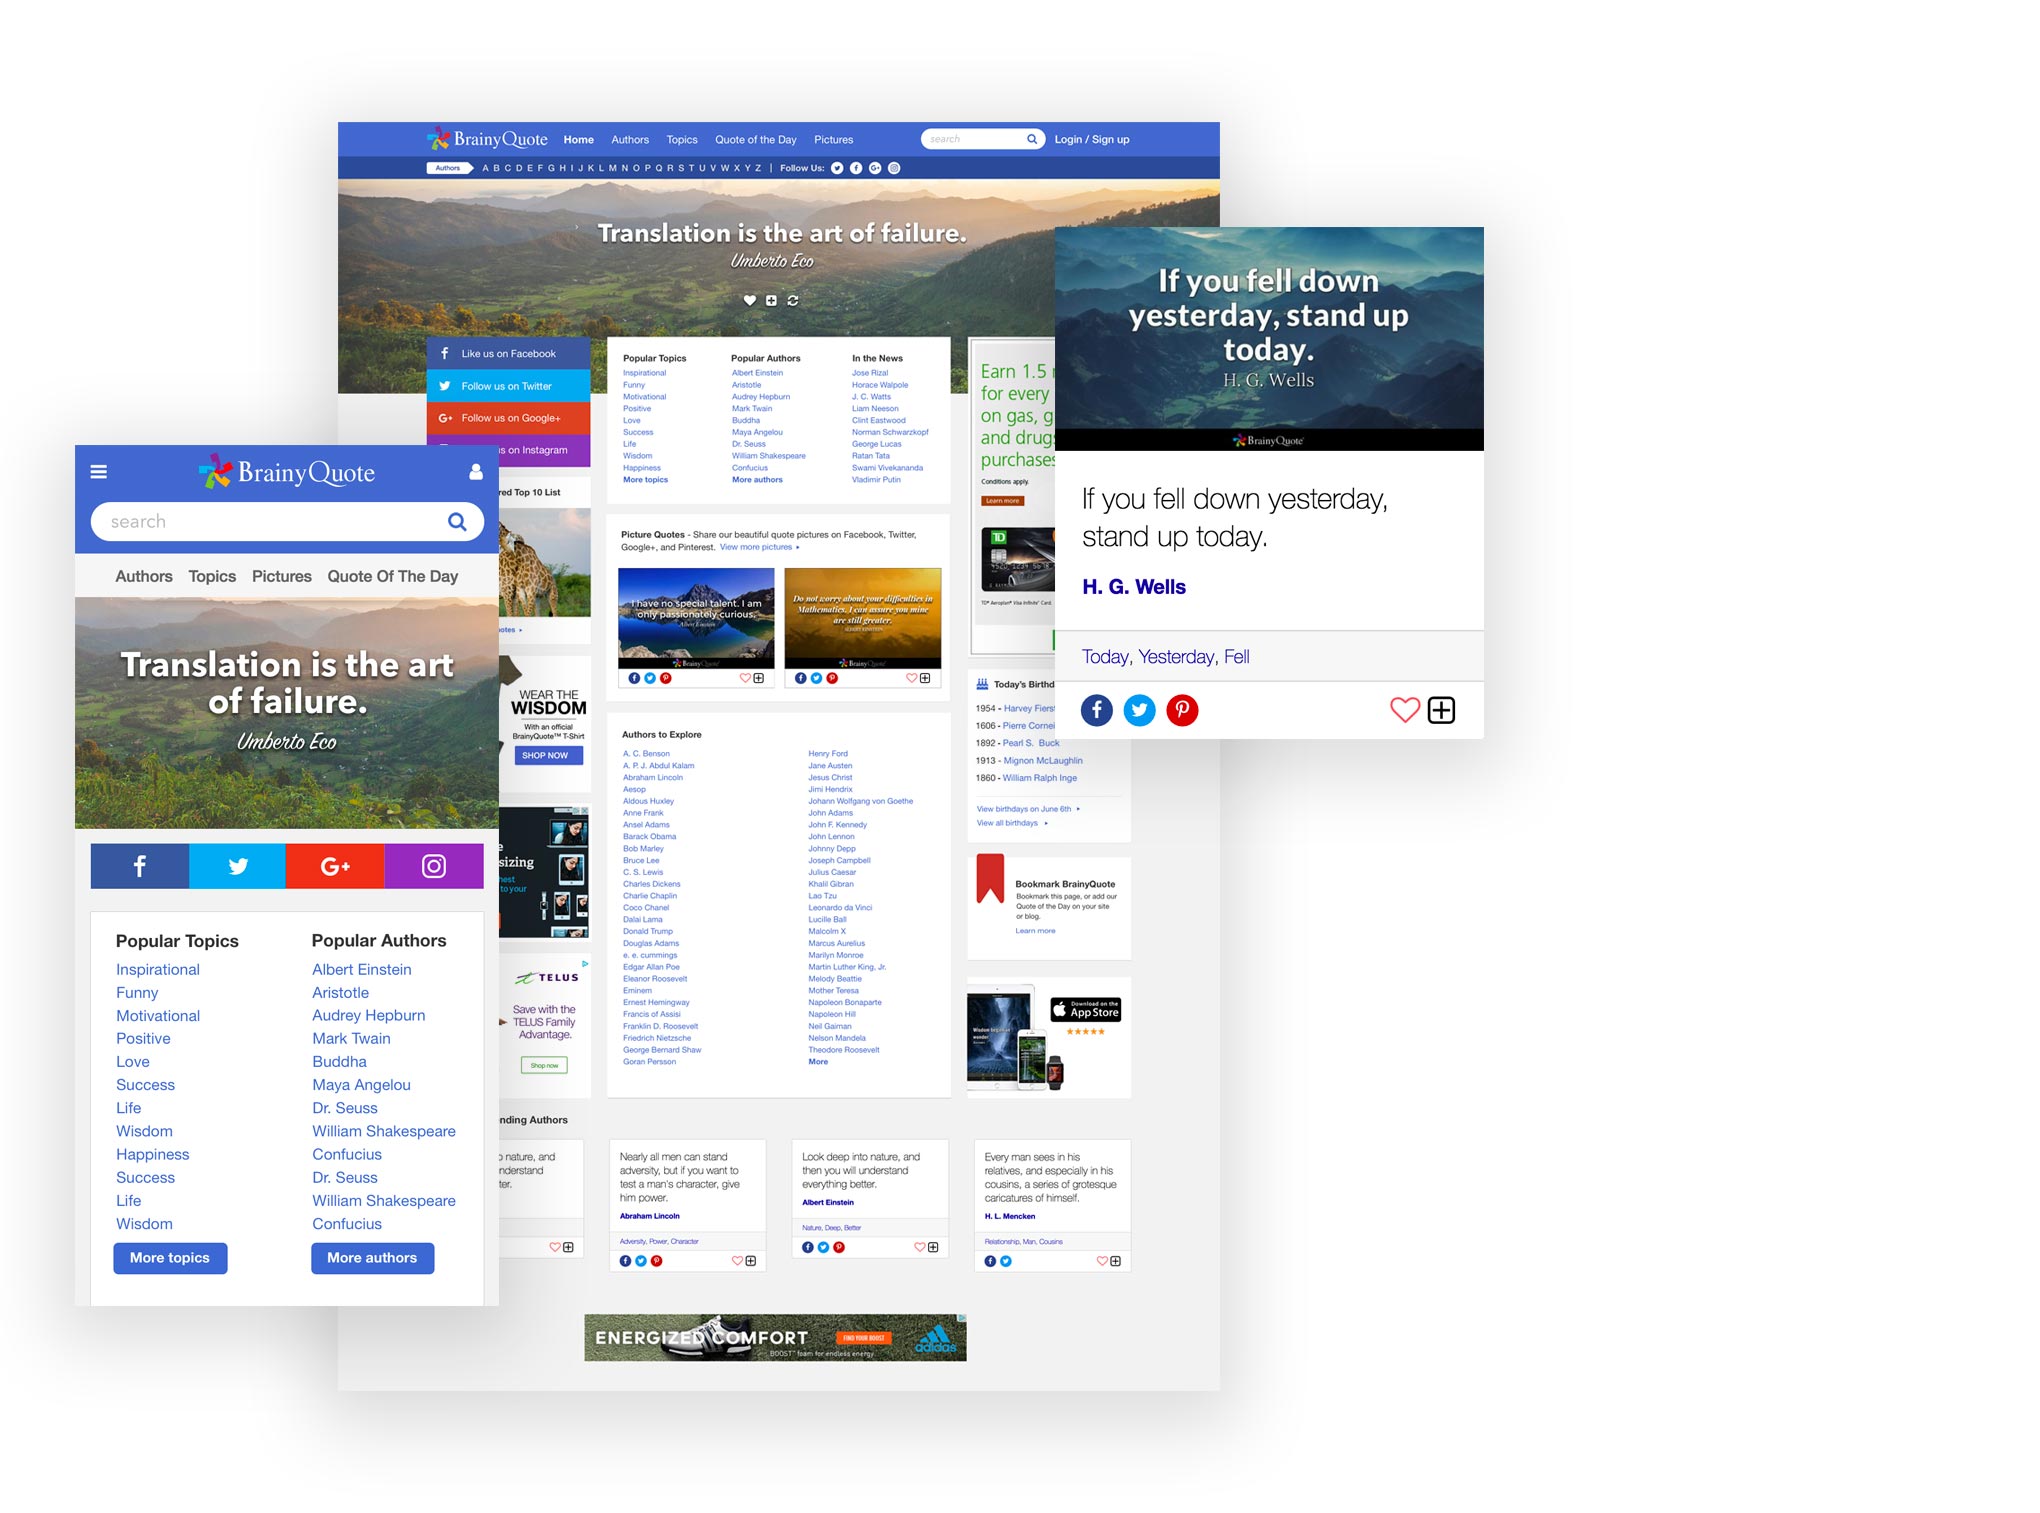 BrainyQuote Home Authors Topics Quote of the Day Pictures search Login / Sign up
Authors A B C D E F G H I J K L M N O P Q R S T U V W X Y Z | Follow Us:
Translation is the art of failure.
Umberto Eco
Like us on Facebook
Follow us on Twitter
Follow us on Google+
us on Instagram
Popular Topics
Inspirational
Funny
Motivational
Positive
Love
Success
Life
Wisdom
Happiness
More topics
Popular Authors
Albert Einstein
Aristotle
Audrey Hepburn
Mark Twain
Buddha
Maya Angelou
Dr. Seuss
William Shakespeare
Confucius
More authors
In the News
Jose Rizal
Horace Walpole
J. C. Watts
Liam Neeson
Clint Eastwood
Norman Schwarzkopf
George Lucas
Ratan Tata
Swami Vivekananda
Vladimir Putin
Earn 1.5
for every
on gas, g
and drugs
purchases
Conditions apply.
Learn more
TD
TD® Aeroplan® Visa Infinite* Card
If you fell down
yesterday, stand up
today.
H. G. Wells
BrainyQuote
If you fell down yesterday,
stand up today.
H. G. Wells
Today, Yesterday, Fell
BrainyQuote
search
Authors Topics Pictures Quote Of The Day
Translation is the art
of failure.
Umberto Eco
Popular Topics
Inspirational
Funny
Motivational
Positive
Love
Success
Life
Wisdom
Happiness
Success
Life
Wisdom
More topics
Popular Authors
Albert Einstein
Aristotle
Audrey Hepburn
Mark Twain
Buddha
Maya Angelou
Dr. Seuss
William Shakespeare
Confucius
Dr. Seuss
William Shakespeare
Confucius
More authors
red Top 10 List
otes
WEAR THE
WISDOM
With an official
BrainyQuote™ T-Shirt
SHOP NOW
sizing
to your
TELUS
Save with the
TELUS Family
Advantage.
Shop now
Picture Quotes - Share our beautiful quote pictures on Facebook, Twitter,
Google+, and Pinterest. View more pictures
I have no special talent. I am
only passionately curious.
Albert Einstein
BrainyQuote
Do not worry about your difficulties in
Mathematics, I can assure you mine
are still greater.
ALBERT EINSTEIN
BrainyQuote
Authors to Explore
A. C. Benson
A. P. J. Abdul Kalam
Abraham Lincoln
Aesop
Aldous Huxley
Anne Frank
Ansel Adams
Barack Obama
Bob Marley
Bruce Lee
C. S. Lewis
Charles Dickens
Charlie Chaplin
Coco Chanel
Dalai Lama
Donald Trump
Douglas Adams
e. e. cummings
Edgar Allan Poe
Eleanor Roosevelt
Eminem
Ernest Hemingway
Francis of Assisi
Franklin D. Roosevelt
Friedrich Nietzsche
George Bernard Shaw
Goran Persson
Henry Ford
Jane Austen
Jesus Christ
Jimi Hendrix
Johann Wolfgang von Goethe
John Adams
John F. Kennedy
John Lennon
Johnny Depp
Joseph Campbell
Julius Caesar
Khalil Gibran
Lao Tzu
Leonardo da Vinci
Lucille Ball
Malcolm X
Marcus Aurelius
Marilyn Monroe
Martin Luther King, Jr.
Melody Beattie
Mother Teresa
Napoleon Bonaparte
Napoleon Hill
Neil Gaiman
Nelson Mandela
Theodore Roosevelt
More
Today's Birthd
1954 - Harvey Fierst
1606 - Pierre Cornei
1892 - Pearl S. Buck
1913 - Mignon McLaughlin
1860 - William Ralph Inge
View birthdays on June 6th
View all birthdays
Bookmark BrainyQuote
Bookmark this page, or add our
Quote of the Day on your site
or blog.
Learn more
Download on the
App Store
Wisdom begins in
wonder
nding Authors
o nature, and
nderstand
ter.
Nearly all men can stand
adversity, but if you want to
test a man's character, give
him power.
Abraham Lincoln
Adversity, Power, Character
Look deep into nature, and
then you will understand
everything better.
Albert Einstein
Nature, Deep, Better
Every man sees in his
relatives, and especially in his
cousins, a series of grotesque
caricatures of himself.
H. L. Mencken
Relationship, Man, Cousins
ENERGIZED COMFORT
BOOST™ foam for endless energy
FIND YOUR BOOST
adidas